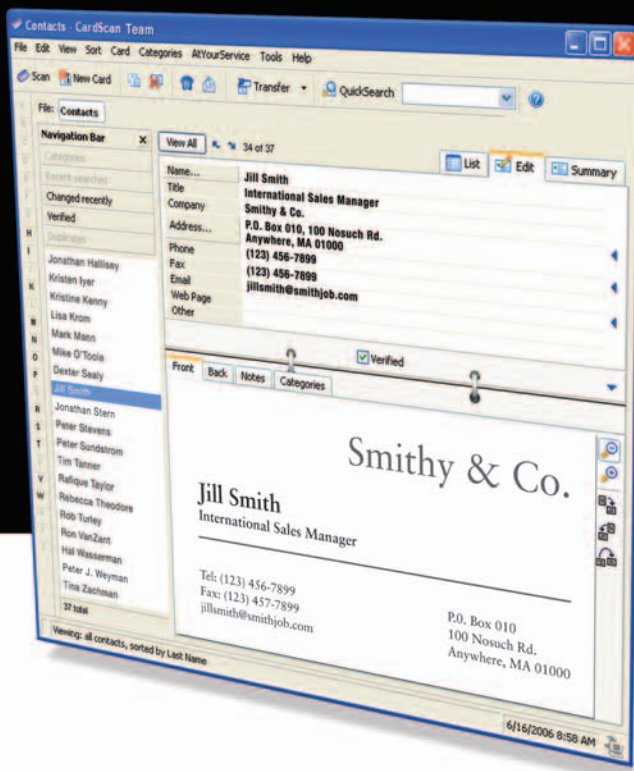 Contacts - CardScan Team
File Edit View Sort Card Categories AtYourService Tools Help
Scan New Card Transfer QuickSearch
File: Contacts
Navigation Bar X
Categories
Recent searches
Changed recently
Verified
Duplicates
H
I
K
M
N
O
P
R
S
T
V
W
Jonathan Hallisey
Kristen Iyer
Kristine Kenny
Lisa Krom
Mark Mann
Mike O'Toole
Dexter Sealy
Jill Smith
Jonathan Stern
Peter Stevens
Peter Sundstrom
Tim Tanner
Rafique Taylor
Rebecca Theodore
Rob Turley
Ron VanZant
Hal Wasserman
Peter J. Weyman
Tina Zachman
37 total
View All 34 of 37
List Edit Summary
Name... Jill Smith
Title International Sales Manager
Company Smithy & Co.
Address... P.O. Box 010, 100 Nosuch Rd.
Anywhere, MA 01000
Phone (123) 456-7899
Fax (123) 456-7899
Email jillsmith@smithjob.com
Web Page
Other
Verified
Front Back Notes Categories
Smithy & Co.
Jill Smith
International Sales Manager
Tel: (123) 456-7899
Fax: (123) 457-7899
jillsmith@smithjob.com
P.O. Box 010
100 Nosuch Rd.
Anywhere, MA 01000
Viewing: all contacts, sorted by Last Name
6/16/2006 8:58 AM